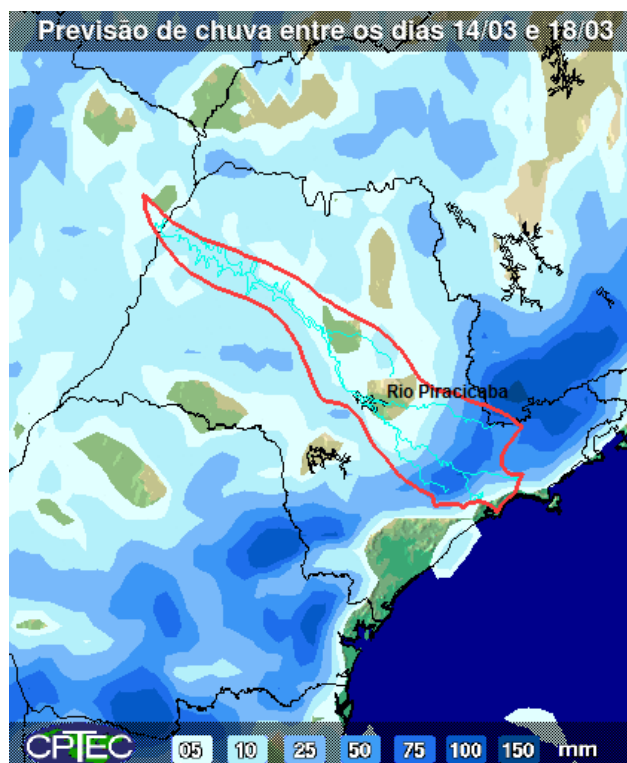 Previsão de chuva entre os dias 14/03 e 18/03
Rio Piracicaba
CPTEC 05 10 25 50 75 100 150 mm